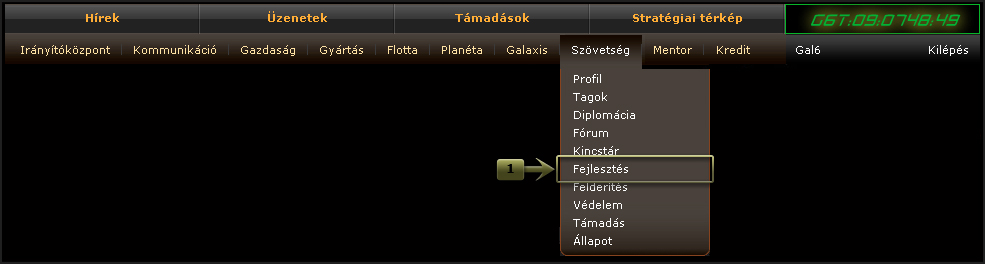 Hírek Üzenetek Támadások Stratégiai térkép G6T:09:0748:49
Irányítóközpont Kommunikáció Gazdaság Gyártás Flotta Planéta Galaxis Szövetség Mentor Kredit Gal6 Kilépés
Profil
Tagok
Diplomácia
Fórum
Kincstár
1 Fejlesztés
Felderítés
Védelem
Támadás
Állapot